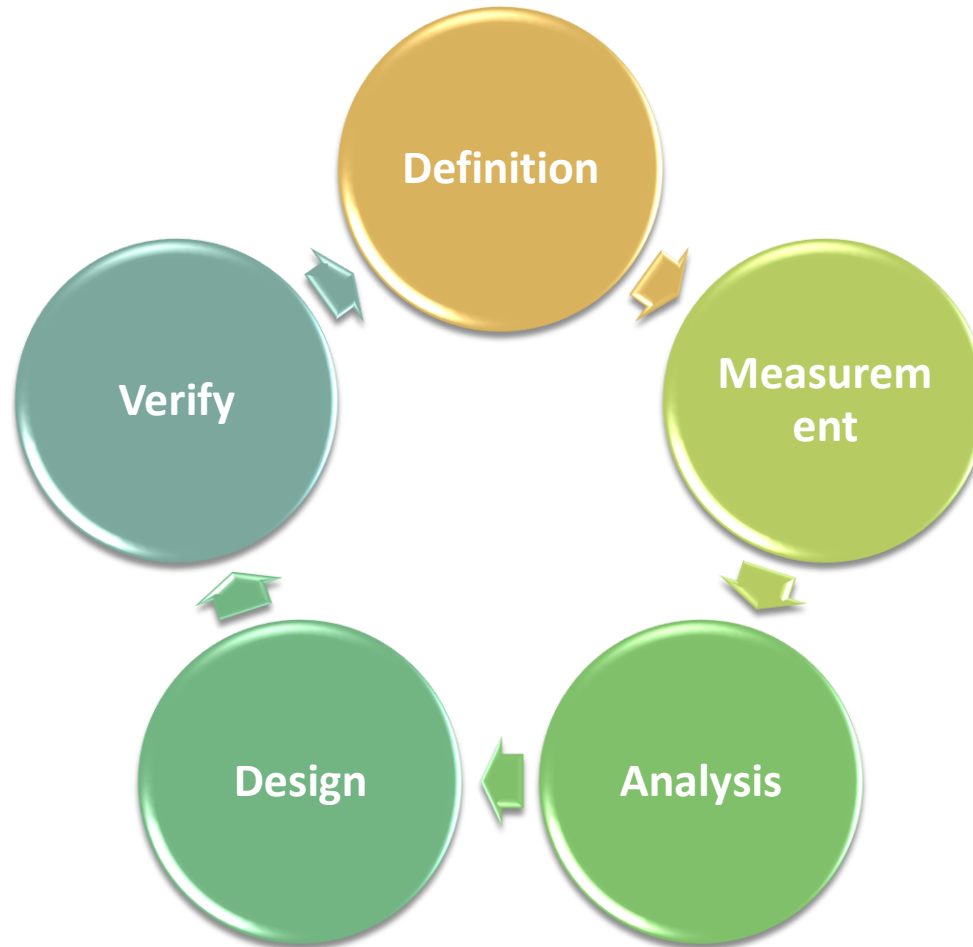 Definition
Measurem
ent
Analysis
Design
Verify